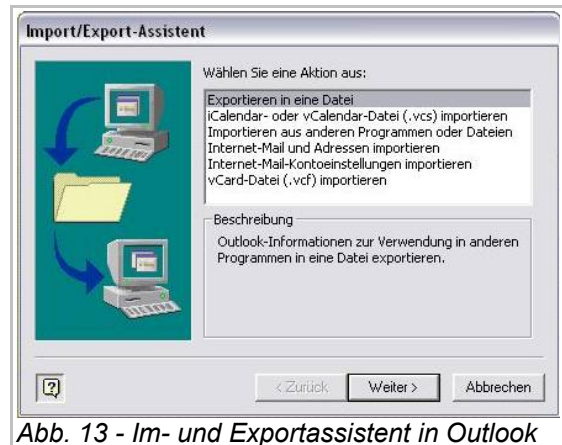 Import/Export-Assistent
Wählen Sie eine Aktion aus:
Exportieren in eine Datei
iCalendar- oder vCalendar-Datei (.vcs) importieren
Importieren aus anderen Programmen oder Dateien
Internet-Mail und Adressen importieren
Internet-Mail-Kontoeinstellungen importieren
vCard-Datei (.vcf) importieren
Beschreibung
Outlook-Informationen zur Verwendung in anderen
Programmen in eine Datei exportieren.
?
< Zurück
Weiter >
Abbrechen
Abb. 13 - Im- und Exportassistent in Outlook